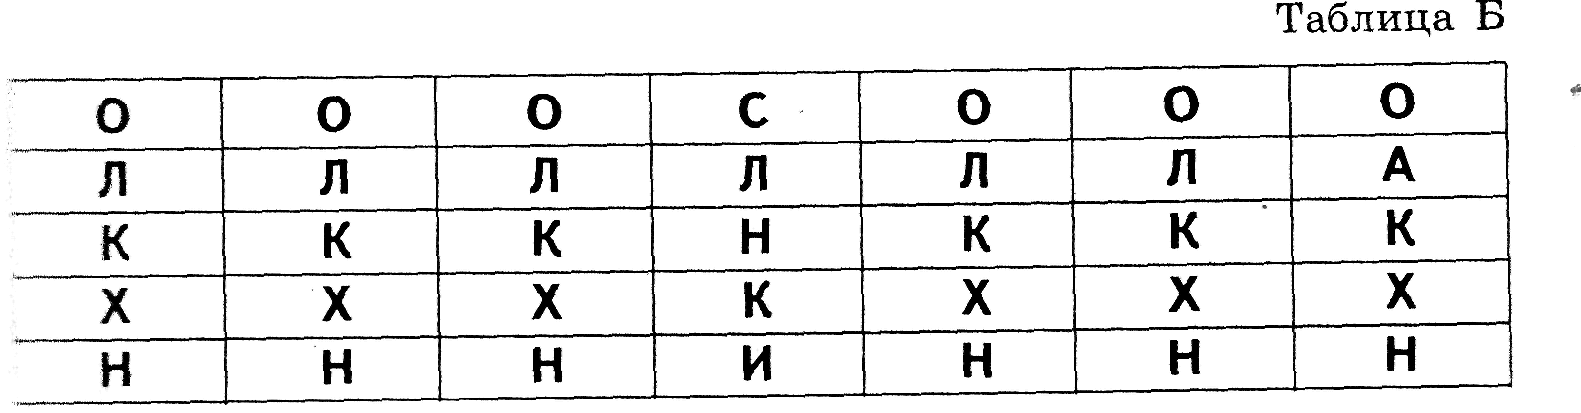 Таблица Б
О О О С О О О
Л Л Л Л Л Л А
К К К Н К К К
Х Х Х К Х Х Х
Н Н Н И Н Н Н